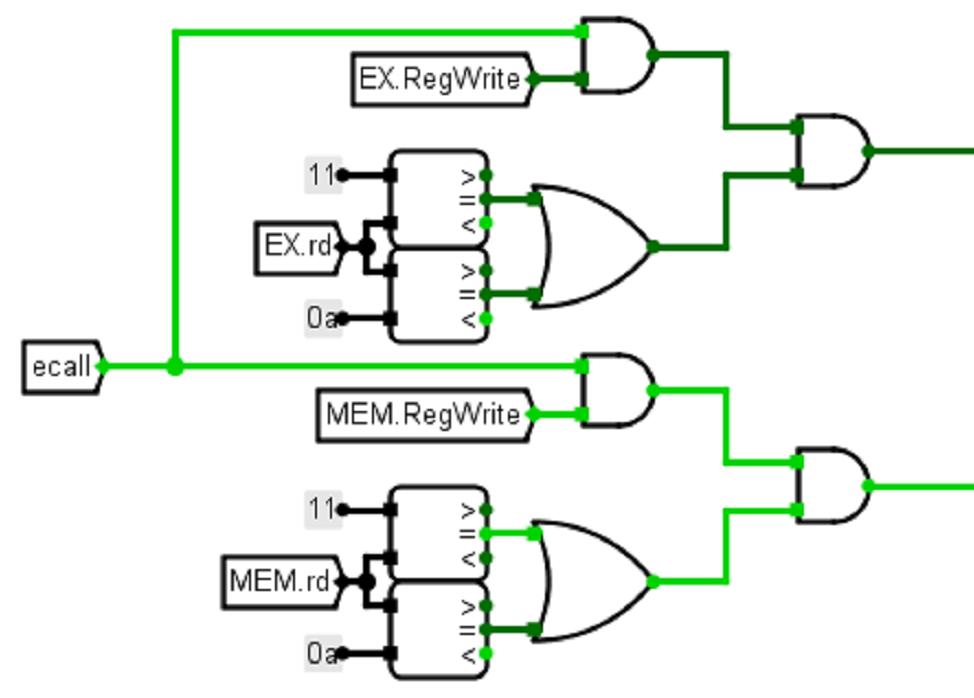 EX.RegWrite
11
>
=
<
EX.rd
>
=
<
0a
ecall
MEM.RegWrite
11
>
=
<
MEM.rd
>
=
<
0a